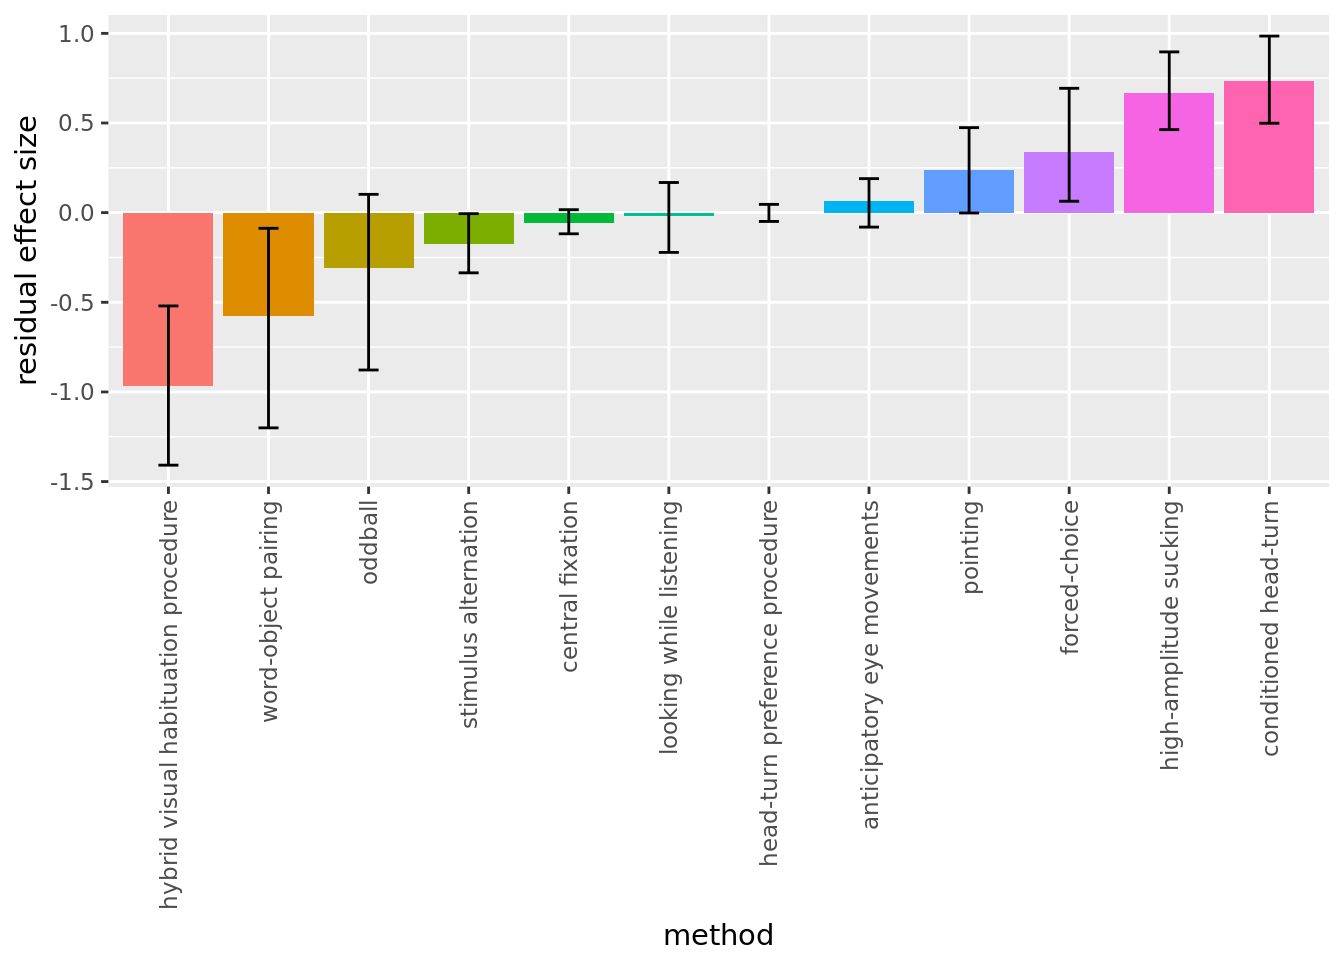 residual effect size
1.0
0.5
0.0
-0.5
-1.0
-1.5
hybrid visual habituation procedure
word-object pairing
oddball
stimulus alternation
central fixation
looking while listening
head-turn preference procedure
anticipatory eye movements
pointing
forced-choice
high-amplitude sucking
conditioned head-turn
method